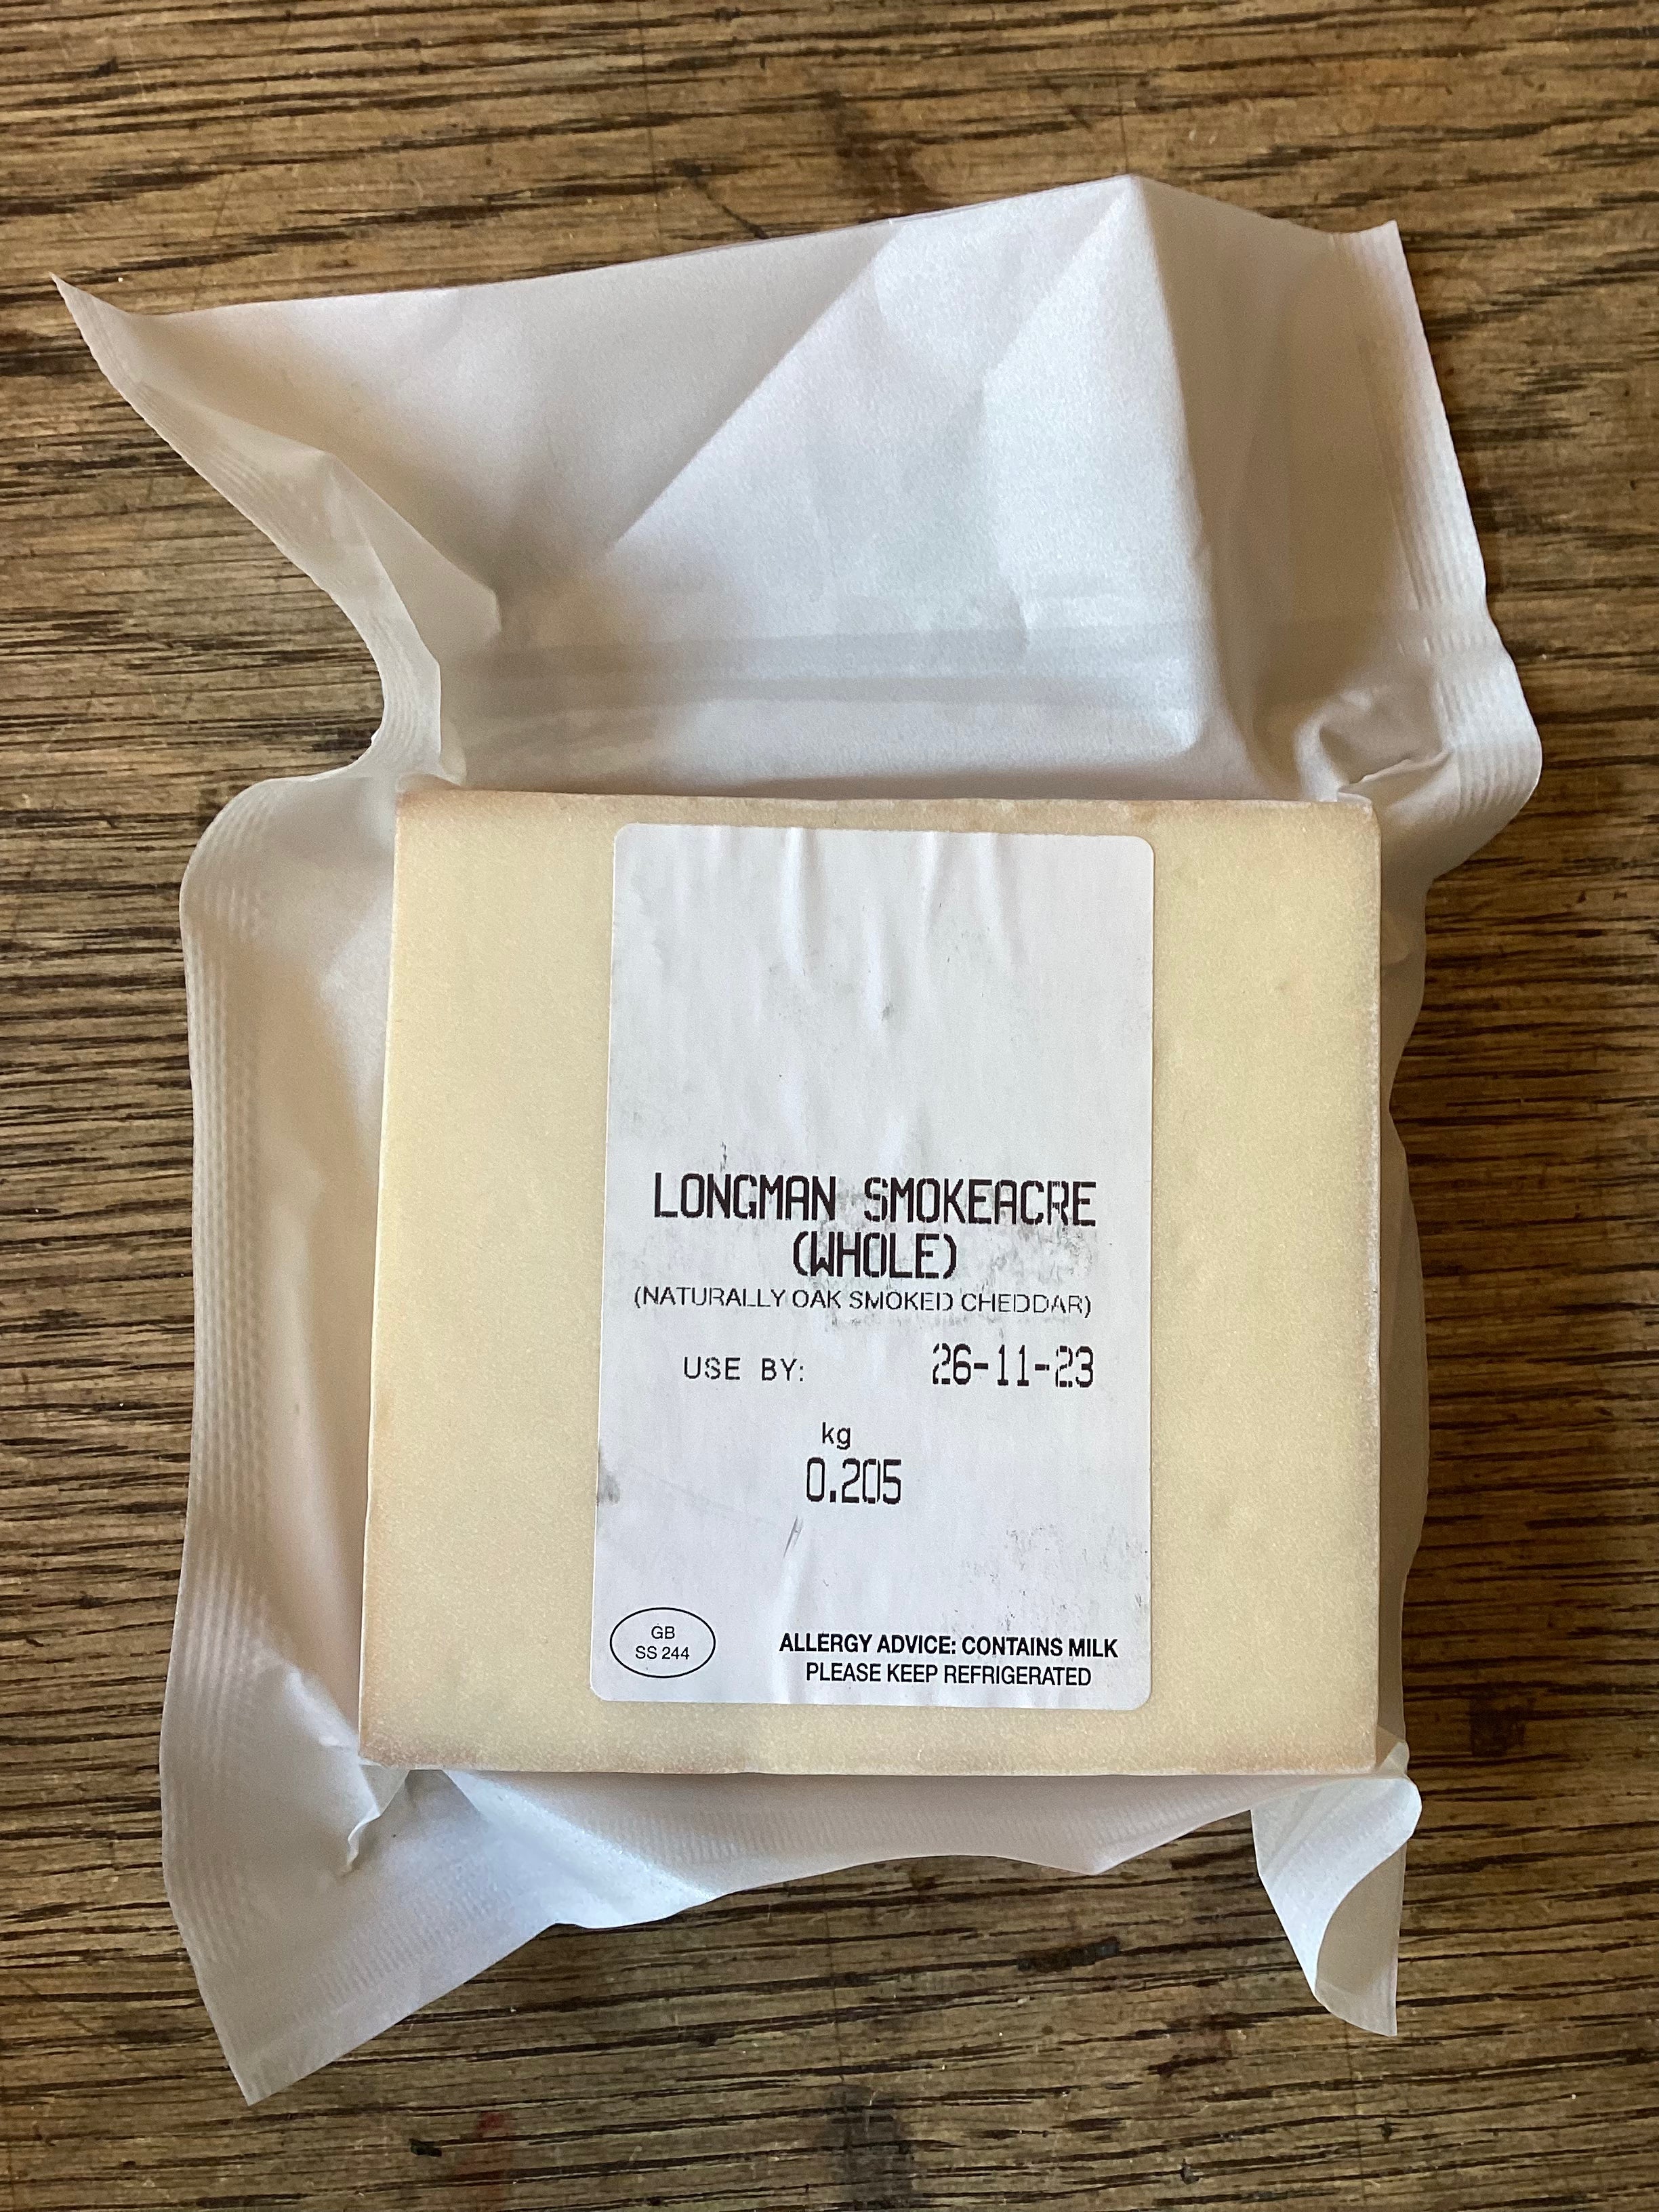 LONGMAN SMOKEACRE
(WHOLE)
(NATURALLY OAK SMOKED CHEDDAR)
USE BY: 26-11-23
kg
0.205
GB
SS 244
ALLERGY ADVICE: CONTAINS MILK
PLEASE KEEP REFRIGERATED